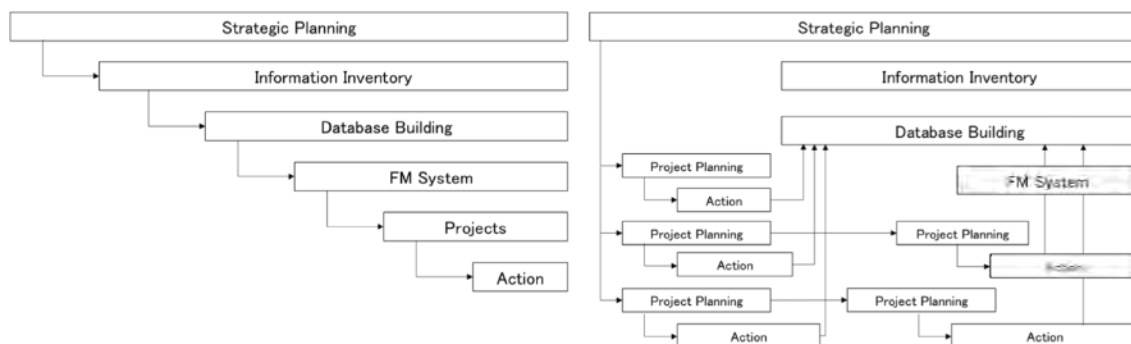 Strategic Planning
Information Inventory
Database Building
FM System
Projects
Action
Strategic Planning
Information Inventory
Database Building
Project Planning
FM System
Action
Project Planning
Project Planning
Action
Project Planning
Project Planning
Action
Action